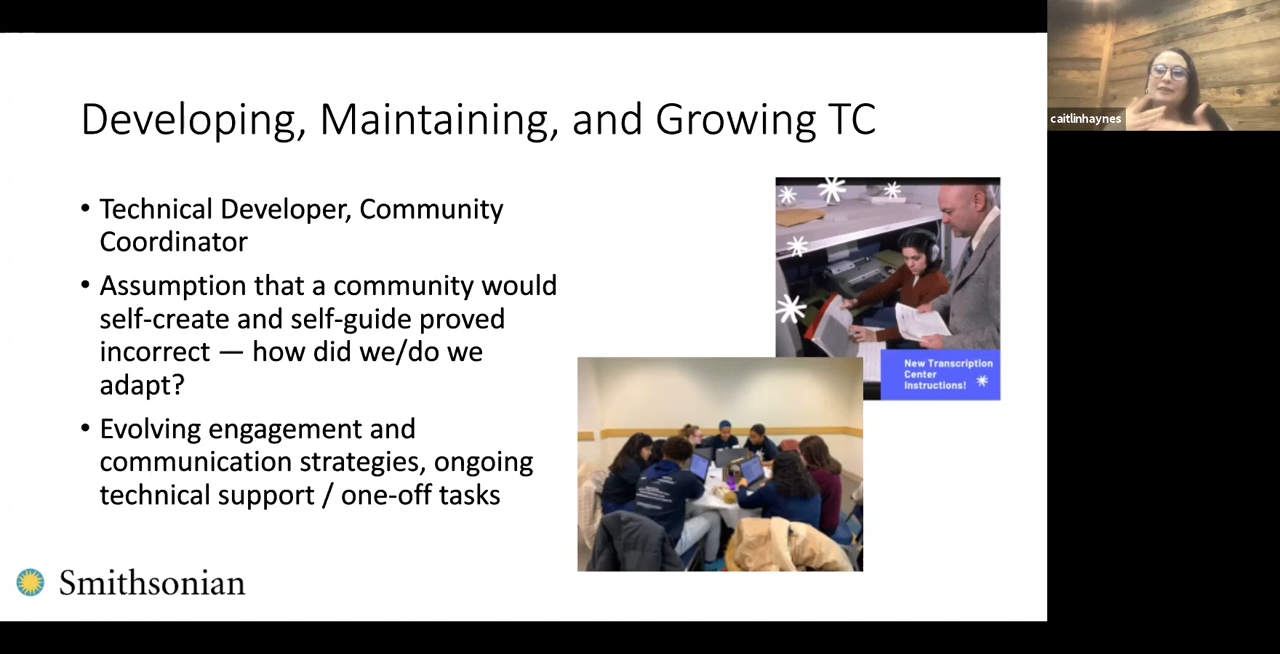 Developing, Maintaining, and Growing TC
• Technical Developer, Community
Coordinator
• Assumption that a community would
self-create and self-guide proved
incorrect — how did we/do we
adapt?
• Evolving engagement and
communication strategies, ongoing
technical support / one-off tasks
New Transcription
Center
Instructions!
Smithsonian
caitlinhaynes